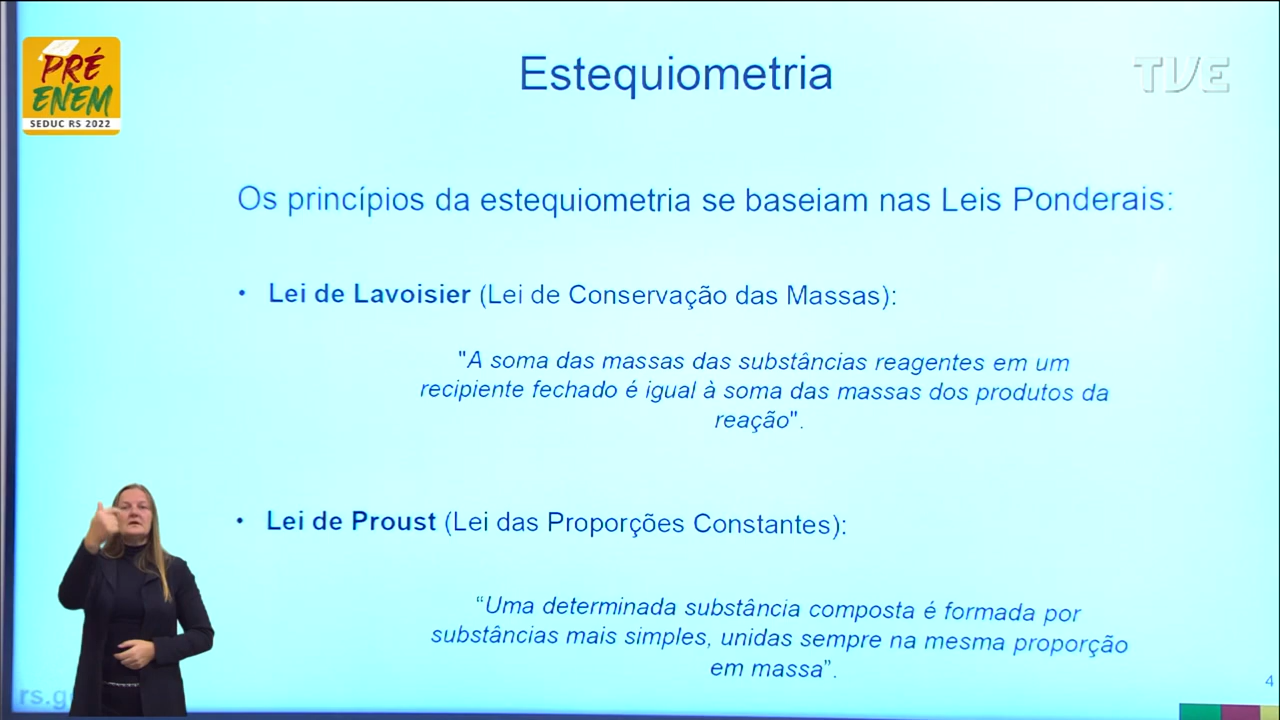 PRÉ
ENEM
SEDUC RS 2022
Estequiometria
TVE
Os princípios da estequiometria se baseiam nas Leis Ponderais:
• Lei de Lavoisier (Lei de Conservação das Massas):
"A soma das massas das substâncias reagentes em um
recipiente fechado é igual à soma das massas dos produtos da
reação".
• Lei de Proust (Lei das Proporções Constantes):
“Uma determinada substância composta é formada por
substâncias mais simples, unidas sempre na mesma proporção
em massa”.
rs.g
4